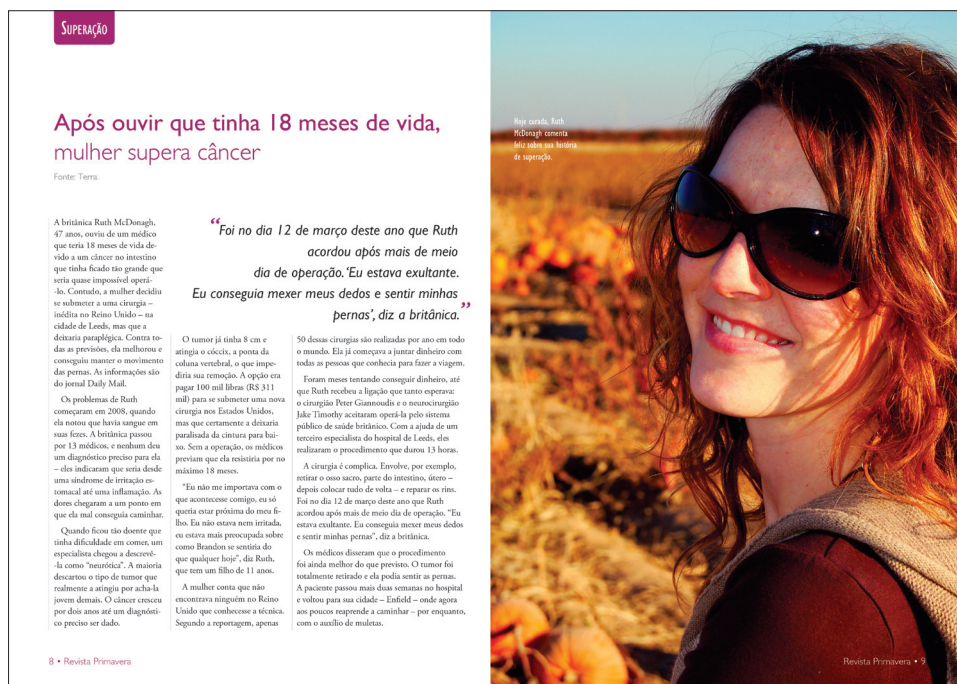 Superação
Após ouvir que tinha 18 meses de vida,
mulher supera câncer
Fonte: Terra.
A britânica Ruth McDonagh,
47 anos, ouviu de um médico
que teria 18 meses de vida de-
vido a um câncer no intestino
que tinha ficado tão grande que
seria quase impossível operá-
-lo. Contudo, a mulher decidiu
se submeter a uma cirurgia –
inédita no Reino Unido – na
cidade de Leeds, mas que a
deixaria paraplégica. Contra to-
das as previsões, ela melhorou e
conseguiu manter o movimento
das pernas. As informações são
do jornal Daily Mail.
Os problemas de Ruth
começaram em 2008, quando
ela notou que havia sangue em
suas fezes. A britânica passou
por 13 médicos, e nenhum deu
um diagnóstico preciso para ela
– eles indicaram que seria desde
uma síndrome de irritação es-
tomacal até uma inflamação. As
dores chegaram a um ponto em
que ela mal conseguia caminhar.
Quando ficou tão doente que
tinha dificuldade em comer, um
especialista chegou a descrevê-
-la como "neurótica". A maioria
descartou o tipo de tumor que
realmente a atingiu por acha-la
jovem demais. O câncer cresceu
por dois anos até um diagnósti-
co preciso ser dado.
“Foi no dia 12 de março deste ano que Ruth
acordou após mais de meio
dia de operação. ‘Eu estava exultante.
Eu conseguia mexer meus dedos e sentir minhas
pernas’, diz a britânica.”
O tumor já tinha 8 cm e
atingia o cóccix, a ponta da
coluna vertebral, o que impe-
diria sua remoção. A opção era
pagar 100 mil libras (R$ 311
mil) para se submeter uma nova
cirurgia nos Estados Unidos,
mas que certamente a deixaria
paralisada da cintura para bai-
xo. Sem a operação, os médicos
previam que ela resistiria por no
máximo 18 meses.
"Eu não me importava com o
que acontecesse comigo, eu só
queria estar próxima do meu fi-
lho. Eu não estava nem irritada,
eu estava mais preocupada sobre
como Brandon se sentiria do
que qualquer hoje", diz Ruth,
que tem um filho de 11 anos.
A mulher conta que não
encontrava ninguém no Reino
Unido que conhecesse a técnica.
Segundo a reportagem, apenas
50 dessas cirurgias são realizadas por ano em todo
o mundo. Ela já começava a juntar dinheiro com
todas as pessoas que conhecia para fazer a viagem.
Foram meses tentando conseguir dinheiro, até
que Ruth recebeu a ligação que tanto esperava:
o cirurgião Peter Giannoudis e o neurocirurgião
Jake Timothy aceitaram operá-la pelo sistema
público de saúde britânico. Com a ajuda de um
terceiro especialista do hospital de Leeds, eles
realizaram o procedimento que durou 13 horas.
A cirurgia é complica. Envolve, por exemplo,
retirar o osso sacro, parte do intestino, útero –
depois colocar tudo de volta – e reparar os rins.
Foi no dia 12 de março deste ano que Ruth
acordou após mais de meio dia de operação. "Eu
estava exultante. Eu conseguia mexer meus dedos
e sentir minhas pernas", diz a britânica.
Os médicos disseram que o procedimento
foi ainda melhor do que previsto. O tumor foi
totalmente retirado e ela podia sentir as pernas.
A paciente passou mais duas semanas no hospital
e voltou para sua cidade – Enfield – onde agora
aos poucos reaprende a caminhar – por enquanto,
com o auxílio de muletas.
8 • Revista Primavera
Hoje curada, Ruth
McDonagh comenta
feliz sobre sua história
de superação.
Revista Primavera • 9